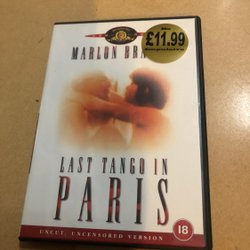 MARLON BRA
£11.99
LAST TANGO IN
PARIS
UNCUT, UNCENSORED VERSION
18